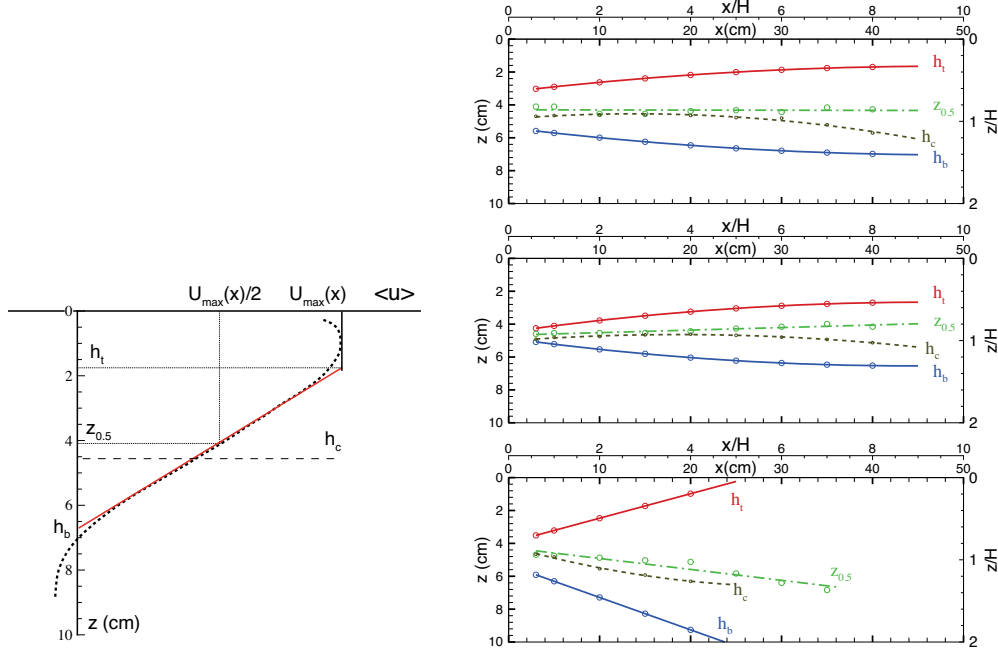 U_max(x)/2 U_max(x) <u>
0
h_t
2
z_0.5
4
h_c
6
h_b
8
10
z (cm)
x/H
0 2 4 6 8 10
x(cm)
0 10 20 30 40 50
0 2 4 6 8 10
z (cm)
0 1 2
z/H
h_t
z_0.5
h_c
h_b
x/H
0 2 4 6 8 10
x(cm)
0 10 20 30 40 50
0 2 4 6 8 10
z (cm)
0 1 2
z/H
h_t
z_0.5
h_c
h_b
x/H
0 2 4 6 8 10
x(cm)
0 10 20 30 40 50
0 2 4 6 8 10
z (cm)
0 1 2
z/H
h_t
z_0.5
h_c
h_b